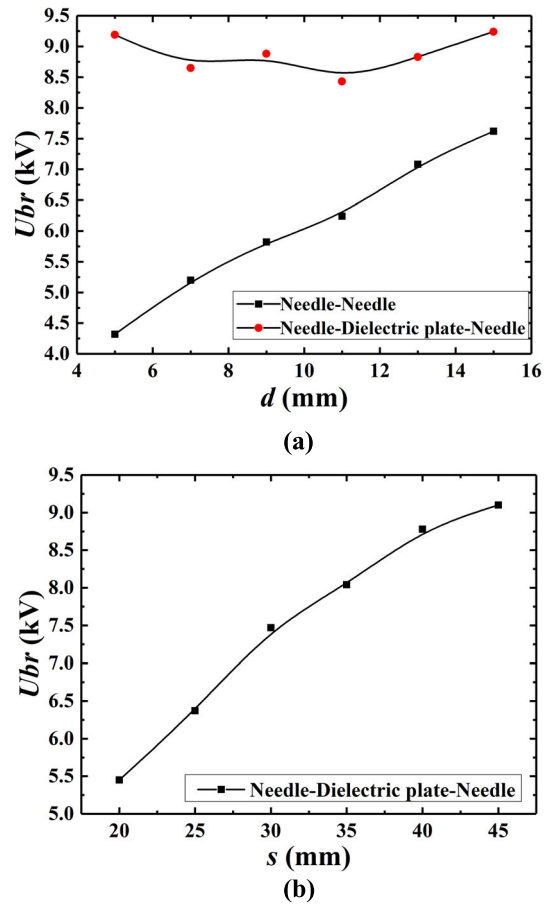 9.5
9.0
8.5
8.0
7.5
7.0
6.5
6.0
5.5
5.0
4.5
4.0
Ubr (kV)
Needle-Needle
Needle-Dielectric plate-Needle
4 6 8 10 12 14 16
d (mm)
(a)
9.5
9.0
8.5
8.0
7.5
7.0
6.5
6.0
5.5
5.0
Ubr (kV)
Needle-Dielectric plate-Needle
20 25 30 35 40 45
s (mm)
(b)